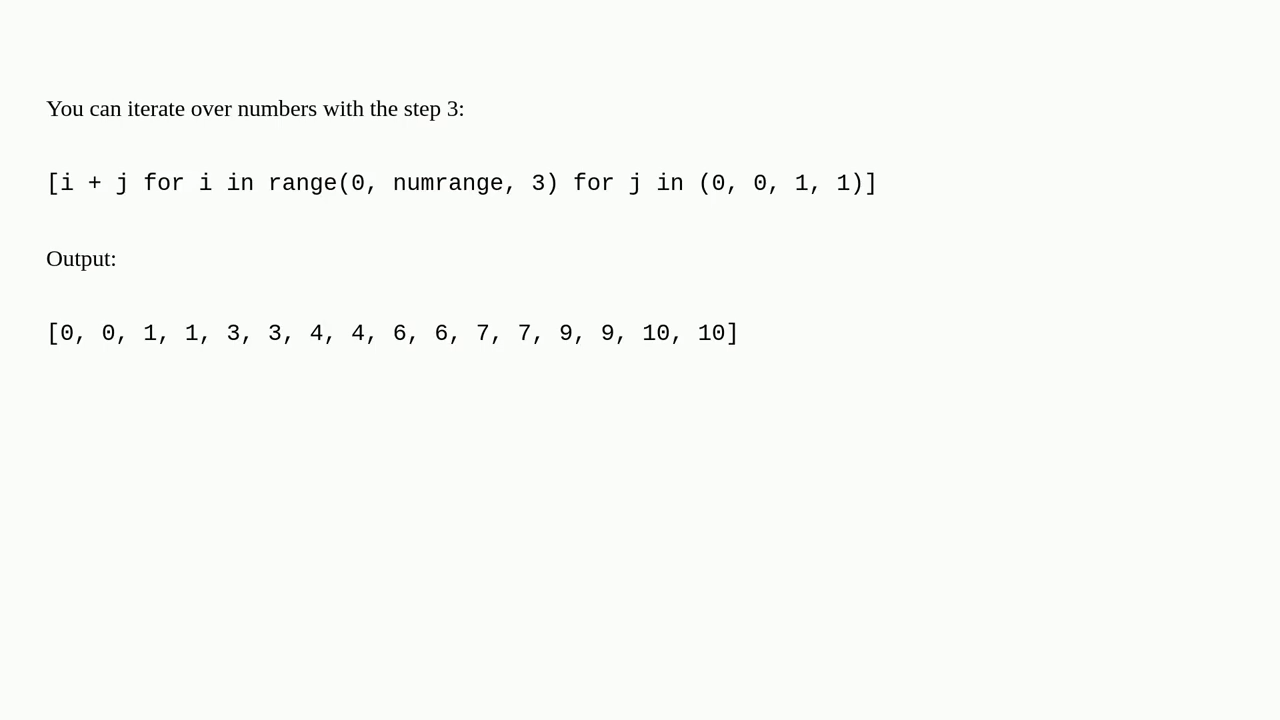 You can iterate over numbers with the step 3:
[i + j for i in range(0, numrange, 3) for j in (0, 0, 1, 1)]
Output:
[0, 0, 1, 1, 3, 3, 4, 4, 6, 6, 7, 7, 9, 9, 10, 10]